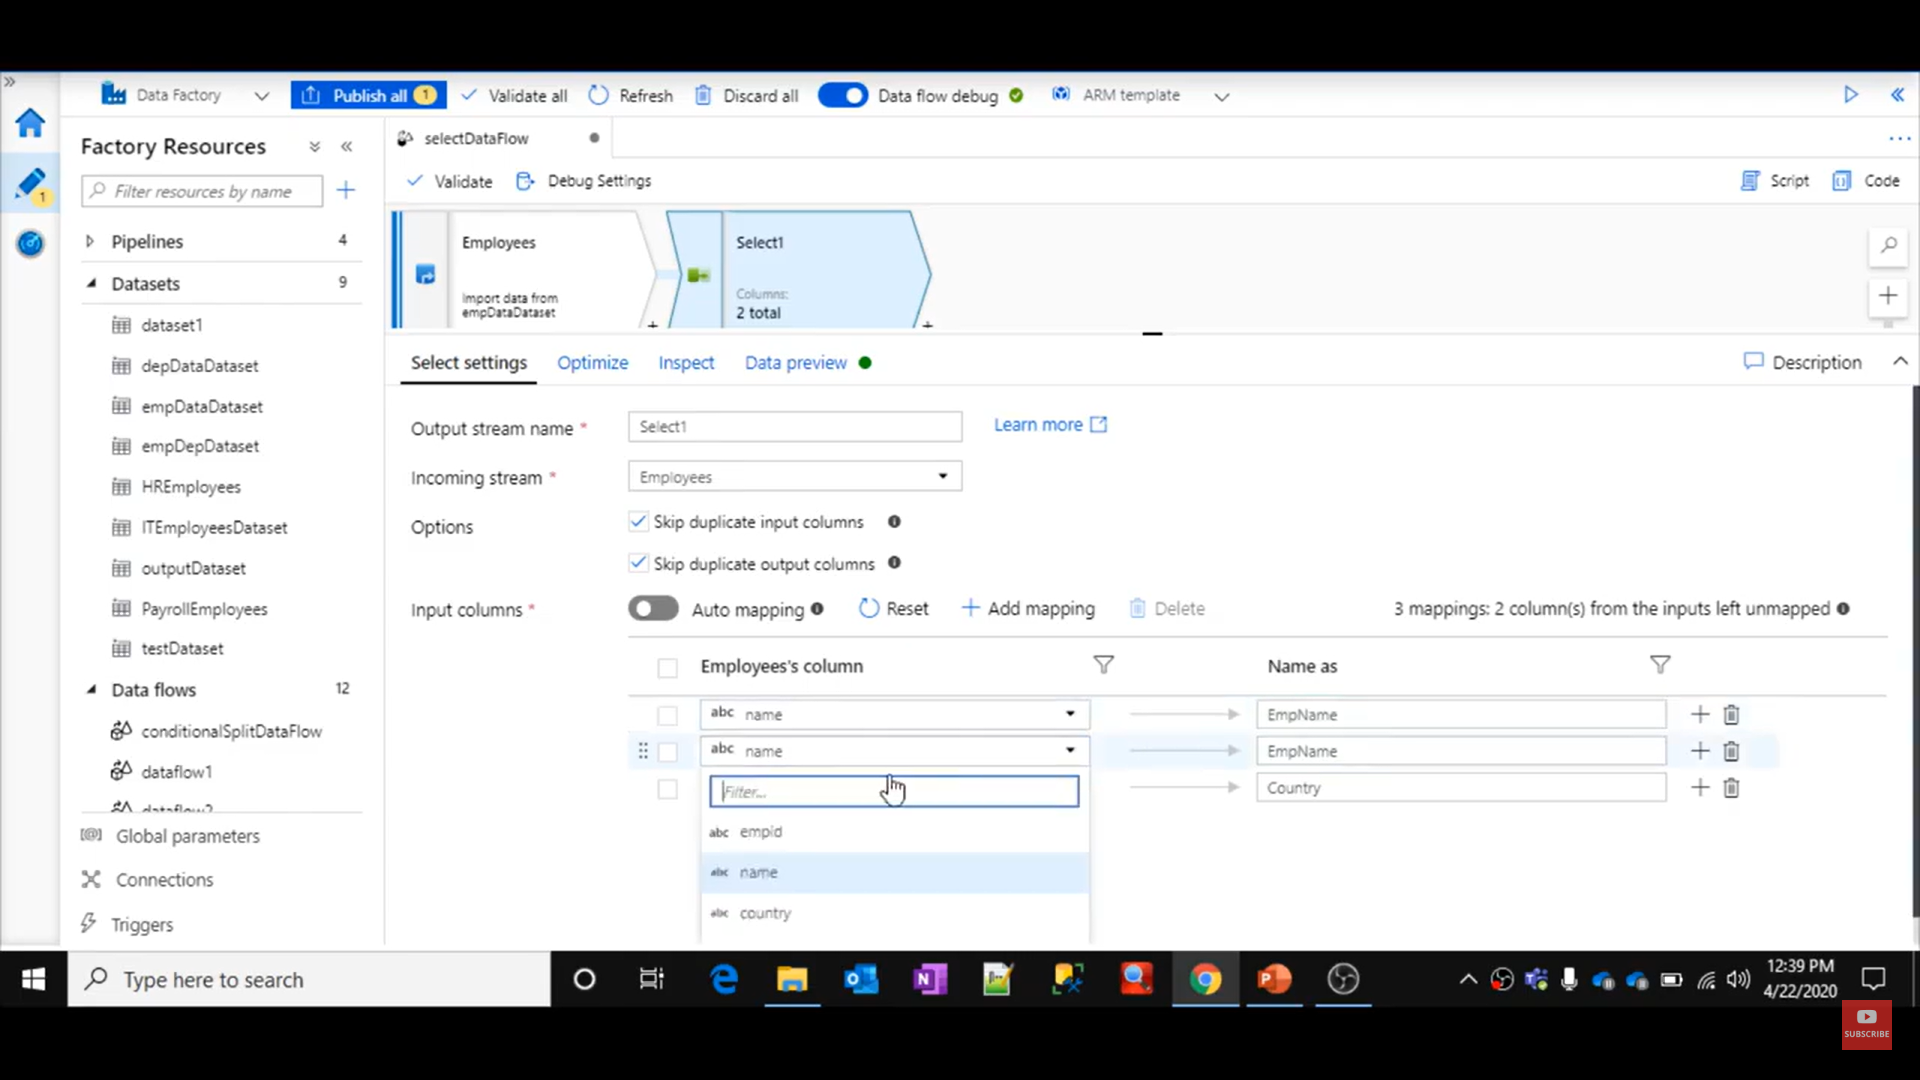 Data Factory
Publish all 1
Validate all
Refresh
Discard all
Data flow debug
ARM template
Factory Resources
Filter resources by name
1
Pipelines 4
Datasets 9
dataset1
depDataDataset
empDataDataset
empDepDataset
HREmployees
ITEmployeesDataset
outputDataset
PayrollEmployees
testDataset
Data flows 12
conditionalSplitDataFlow
dataflow1
dataflow2
Global parameters
Connections
Triggers
selectDataFlow
Validate
Debug Settings
Script
Code
Employees
Import data from
empDataDataset
Select1
Columns:
2 total
Select settings
Optimize
Inspect
Data preview
Description
Output stream name *
Select1
Learn more
Incoming stream *
Employees
Options
Skip duplicate input columns
Skip duplicate output columns
Input columns *
Auto mapping
Reset
Add mapping
Delete
3 mappings: 2 column(s) from the inputs left unmapped
Employees's column
Name as
abc name
EmpName
abc name
EmpName
Filter...
Country
abc empid
abc name
abc country
Type here to search
12:39 PM
4/22/2020
SUBSCRIBE